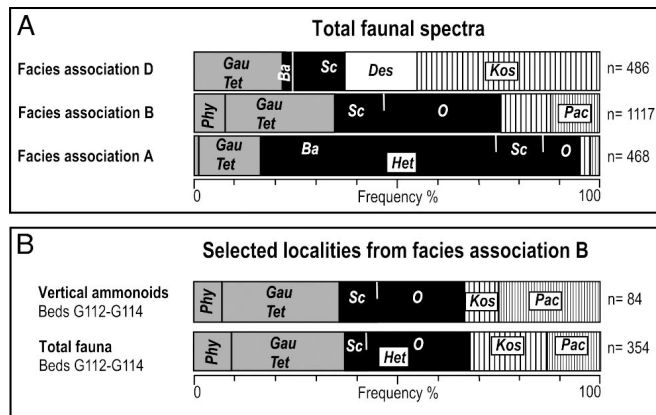 A
Total faunal spectra
Facies association D
Gau
Tet
Ba
Sc
Des
Kos
n= 486
Facies association B
Phy
Gau
Tet
Sc
O
Pac
n= 1117
Facies association A
Gau
Tet
Ba
Het
Sc
O
n= 468
0
Frequency %
100
B
Selected localities from facies association B
Vertical ammonoids
Beds G112-G114
Phy
Gau
Tet
Sc
O
Kos
Pac
n= 84
Total fauna
Beds G112-G114
Phy
Gau
Tet
Sc
Het
O
Kos
Pac
n= 354
0
Frequency %
100